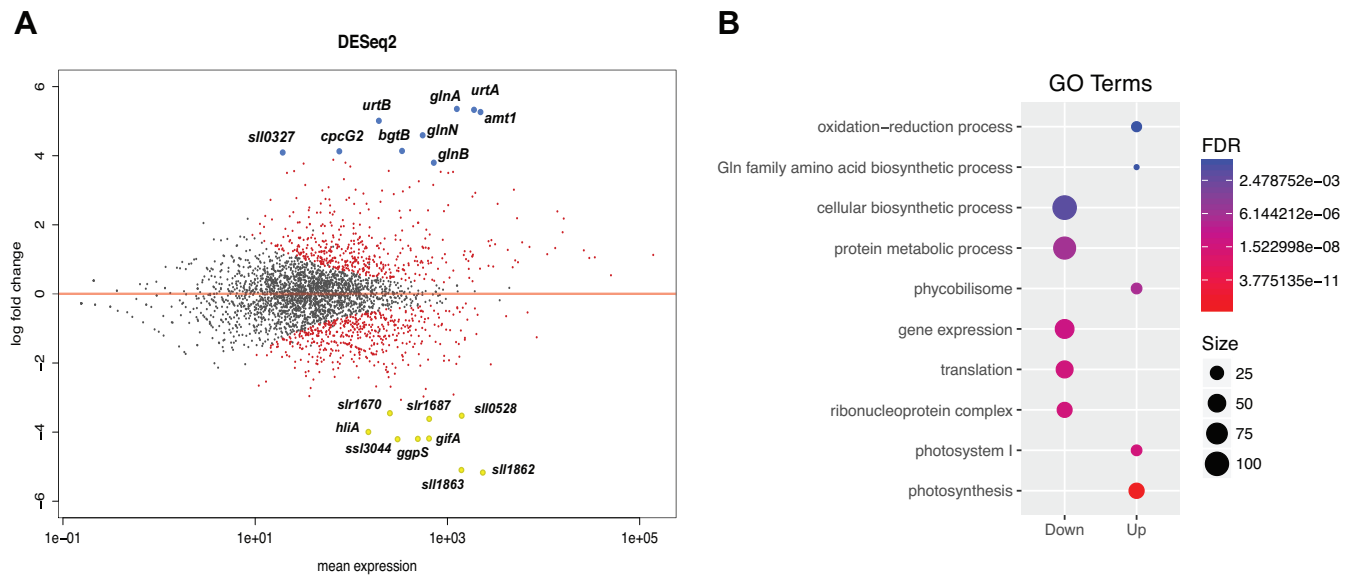 A
DESeq2
log fold change
6
4
2
0
−2
−4
−6
sll0327
cpcG2
urtB
bgtB
glnA
urtA
amt1
glnN
glnB
slr1670
slr1687
sll0528
hliA
ssl3044
ggpS
gifA
sll1863
sll1862
1e−01
1e+01
1e+03
1e+05
mean expression
B
GO Terms
oxidation−reduction process
Gln family amino acid biosynthetic process
cellular biosynthetic process
protein metabolic process
phycobilisome
gene expression
translation
ribonucleoprotein complex
photosystem I
photosynthesis
Down
Up
FDR
2.478752e−03
6.144212e−06
1.522998e−08
3.775135e−11
Size
25
50
75
100